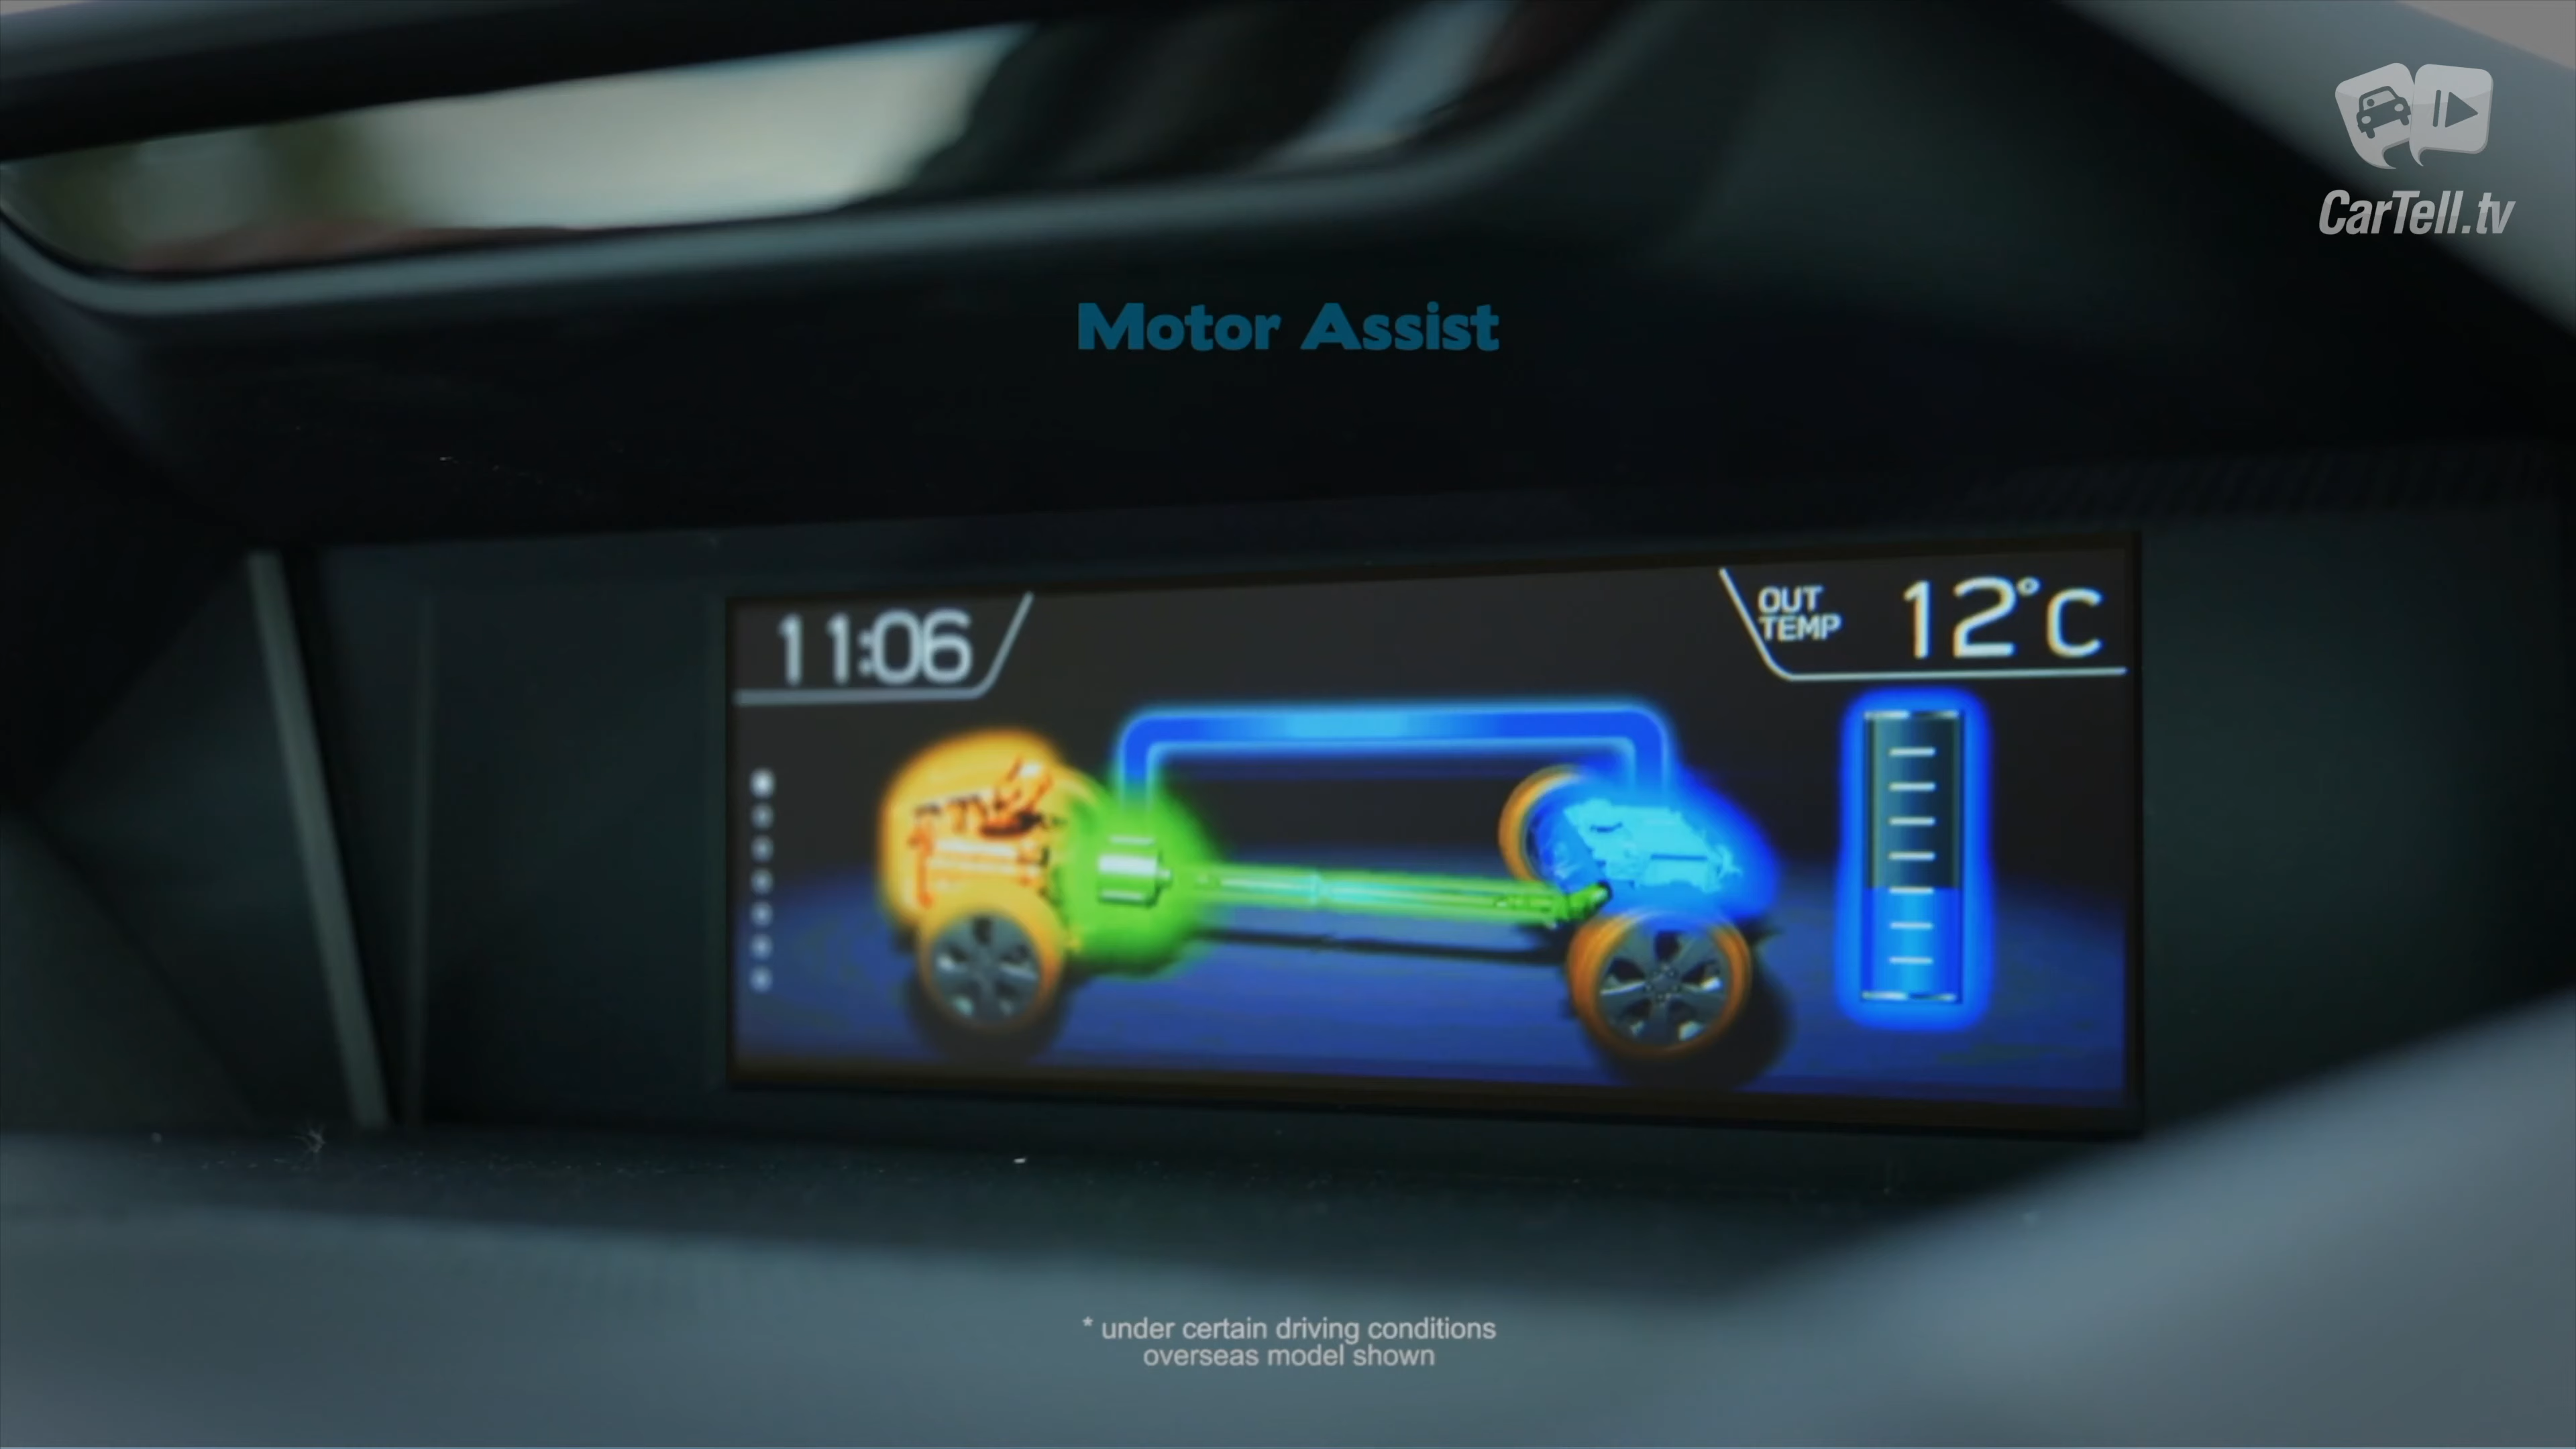 CarTell.tv
Motor Assist
11:06
OUT
TEMP
12°C
* under certain driving conditions
overseas model shown